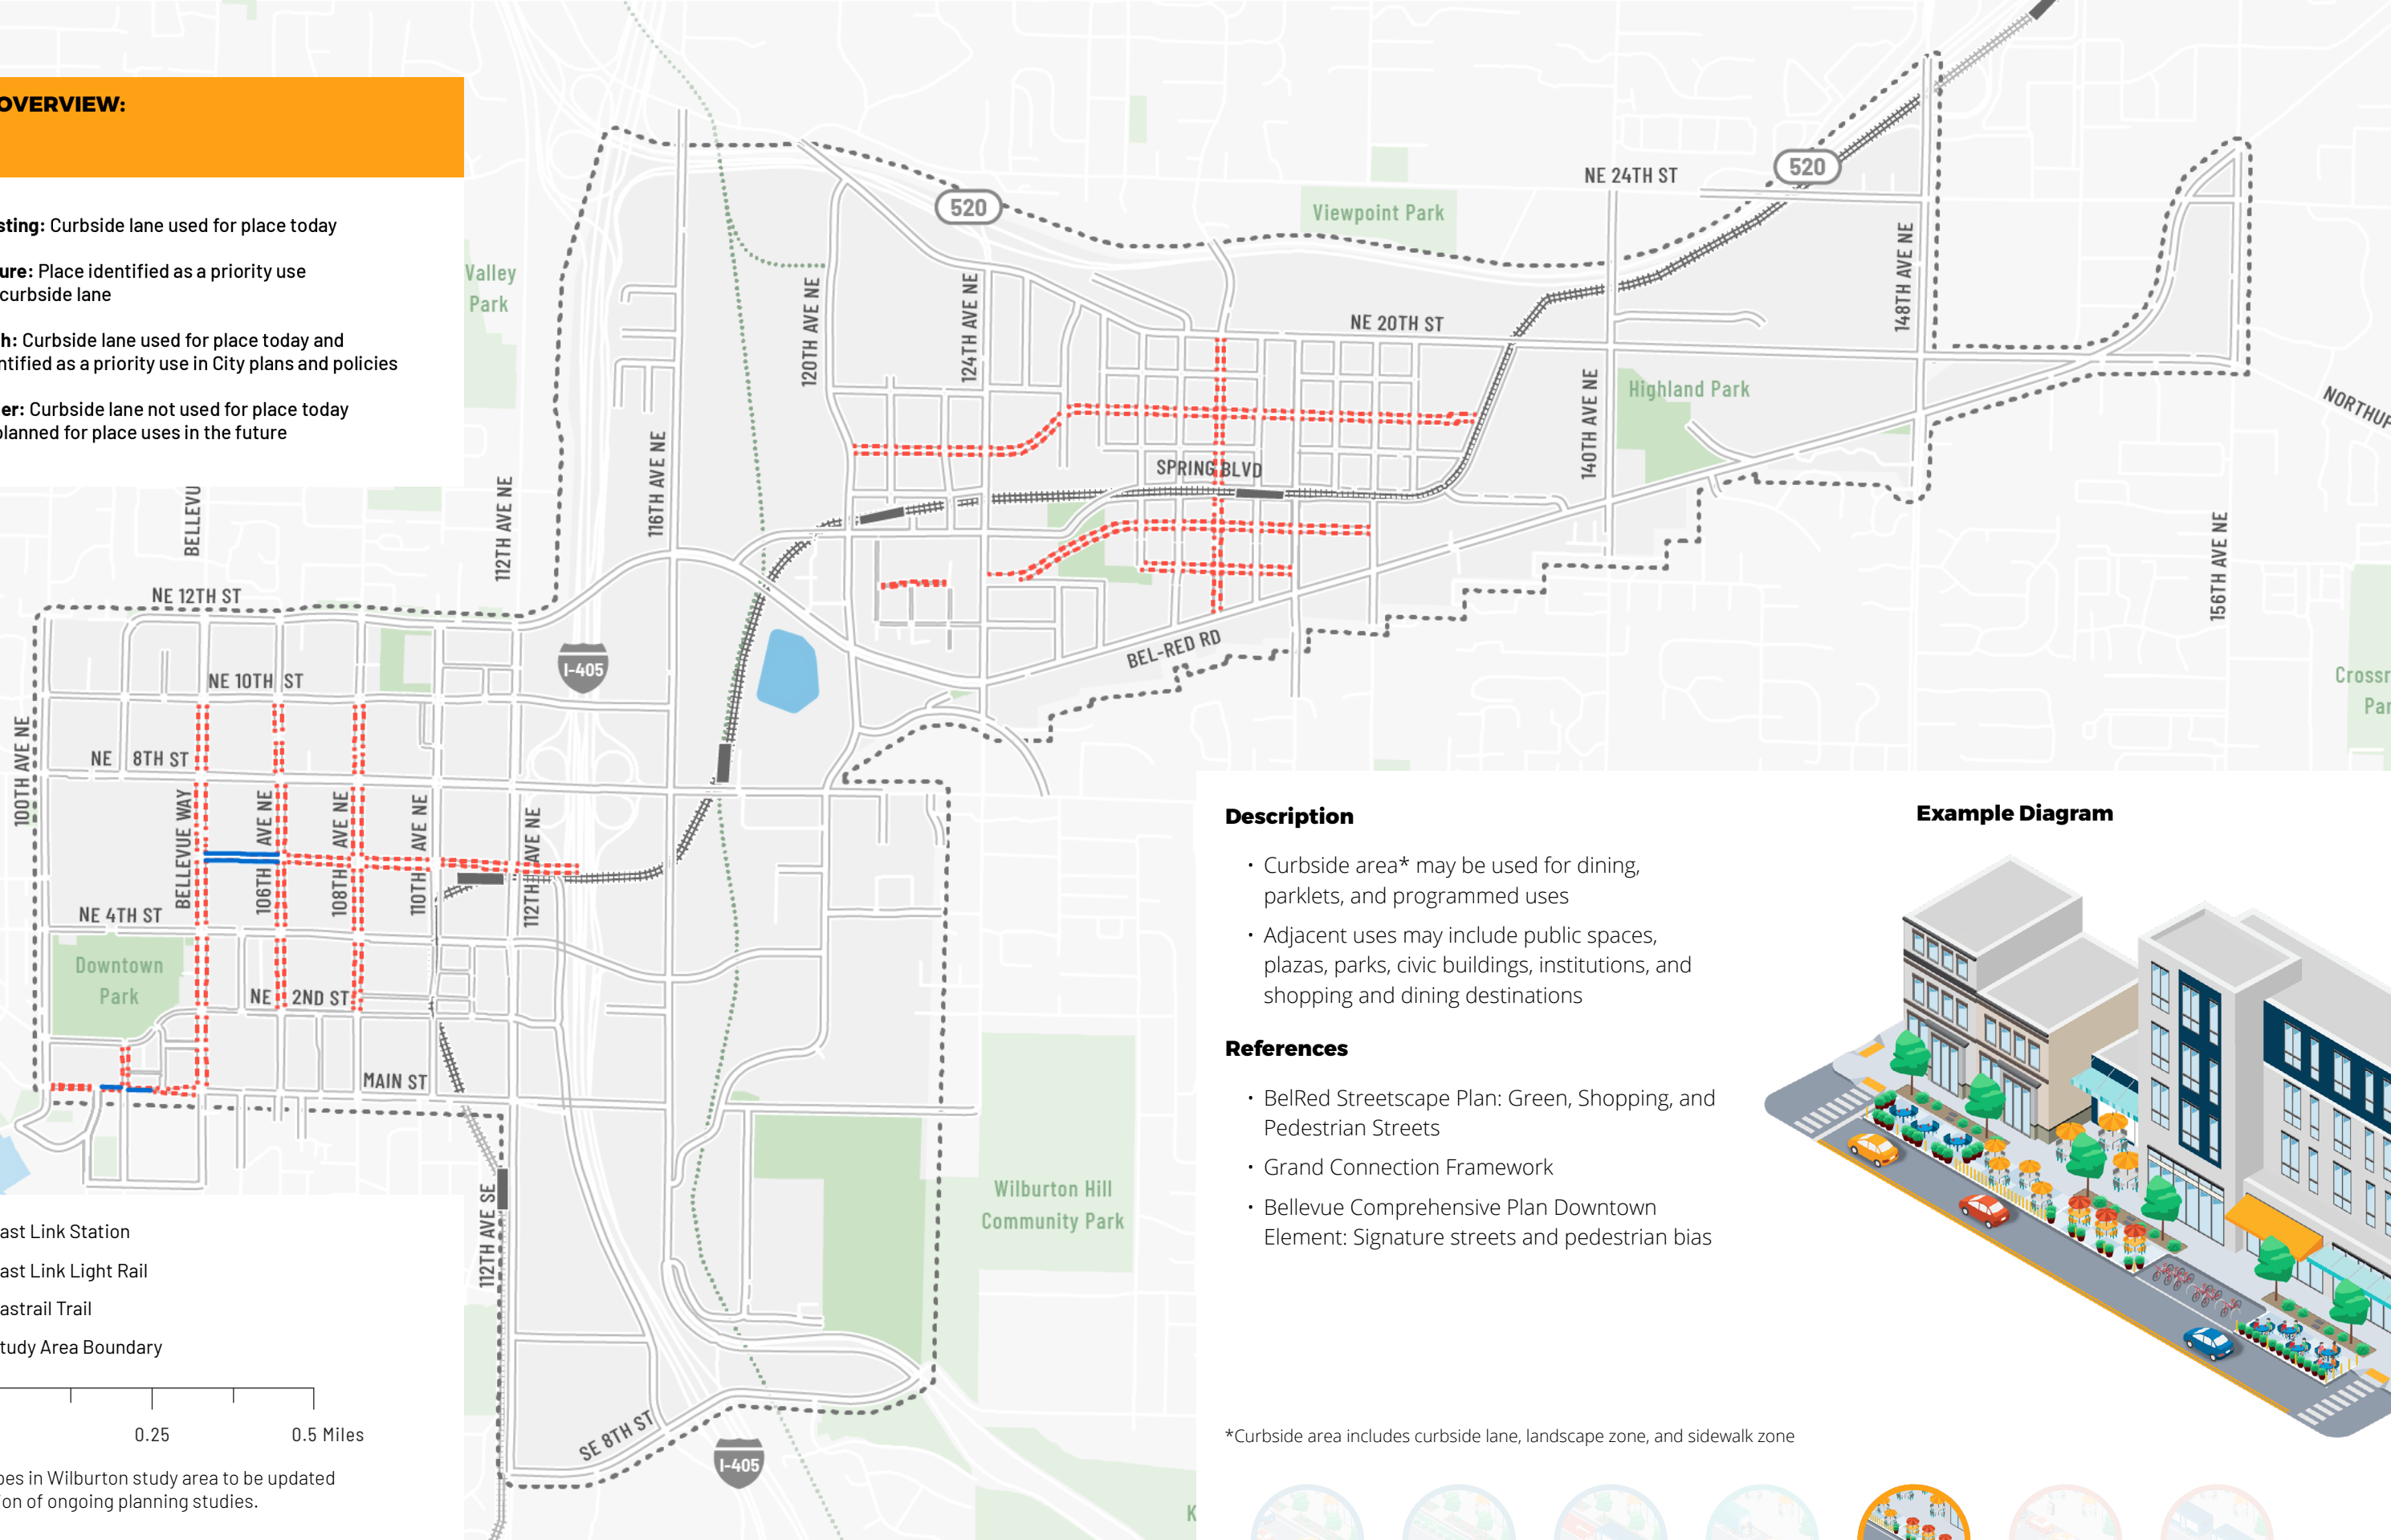 OVERVIEW:
sting: Curbside lane used for place today
ure: Place identified as a priority use
curbside lane
h: Curbside lane used for place today and
ntified as a priority use in City plans and policies
er: Curbside lane not used for place today
planned for place uses in the future
520
520
NE 24TH ST
Viewpoint Park
Valley
Park
120TH AVE NE
124TH AVE NE
148TH AVE NE
NE 20TH ST
Highland Park
140TH AVE NE
NORTHUP
116TH AVE NE
SPRING BLVD
BELLEVU
112TH AVE NE
156TH AVE NE
NE 12TH ST
I-405
BEL-RED RD
NE 10TH ST
Crossr
Par
100TH AVE NE
NE 8TH ST
BELLEVUE WAY
106TH AVE NE
108TH AVE NE
110TH AVE NE
112TH AVE NE
NE 4TH ST
Downtown
Park
NE 2ND ST
MAIN ST
112TH AVE SE
Wilburton Hill
Community Park
SE 8TH ST
I-405
K
ast Link Station
ast Link Light Rail
astrail Trail
tudy Area Boundary
0.25
0.5 Miles
pes in Wilburton study area to be updated
ion of ongoing planning studies.
Description
• Curbside area* may be used for dining,
parklets, and programmed uses
• Adjacent uses may include public spaces,
plazas, parks, civic buildings, institutions, and
shopping and dining destinations
References
• BelRed Streetscape Plan: Green, Shopping, and
Pedestrian Streets
• Grand Connection Framework
• Bellevue Comprehensive Plan Downtown
Element: Signature streets and pedestrian bias
Example Diagram
*Curbside area includes curbside lane, landscape zone, and sidewalk zone